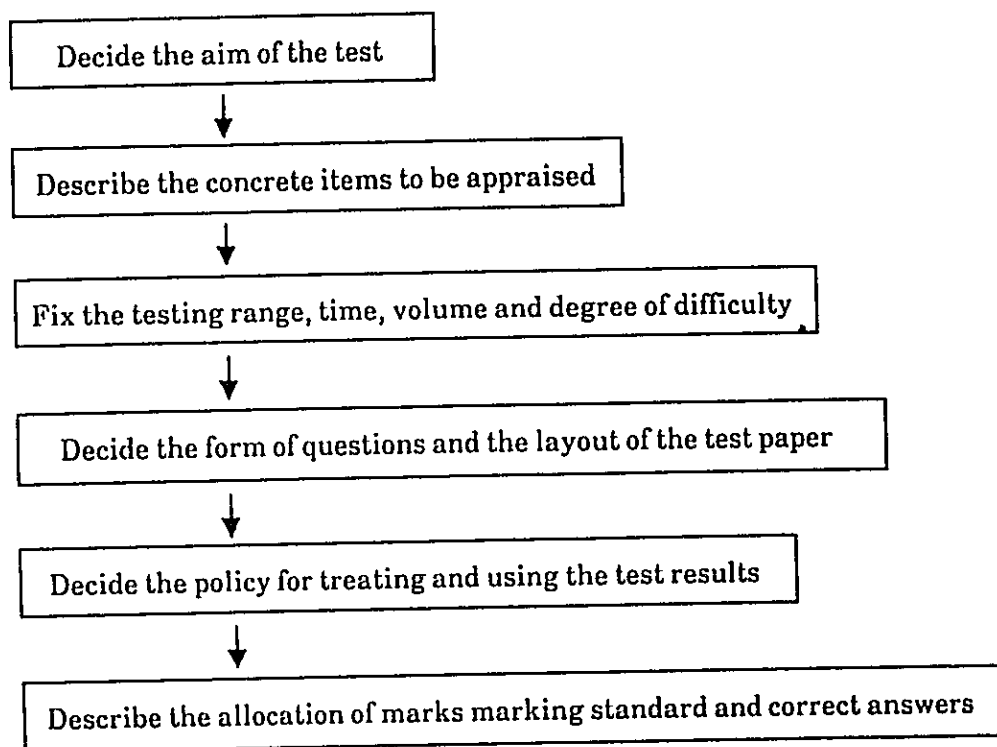 Decide the aim of the test
Describe the concrete items to be appraised
Fix the testing range, time, volume and degree of difficulty
Decide the form of questions and the layout of the test paper
Decide the policy for treating and using the test results
Describe the allocation of marks marking standard and correct answers